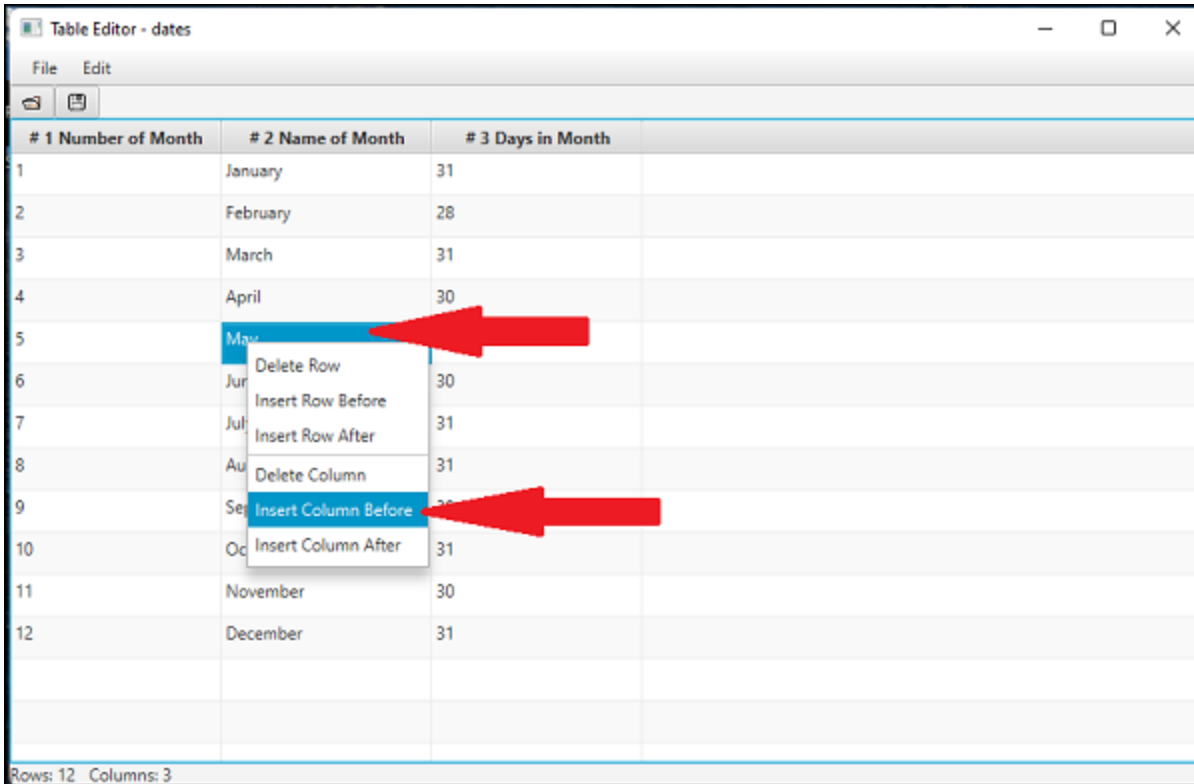 Table Editor - dates
File Edit
# 1 Number of Month # 2 Name of Month # 3 Days in Month
1 January 31
2 February 28
3 March 31
4 April 30
5 May
Delete Row
6 30
Insert Row Before
7 31
Insert Row After
8 31
Delete Column
9
Insert Column Before
10 31
Insert Column After
11 November 30
12 December 31
Rows: 12 Columns: 3